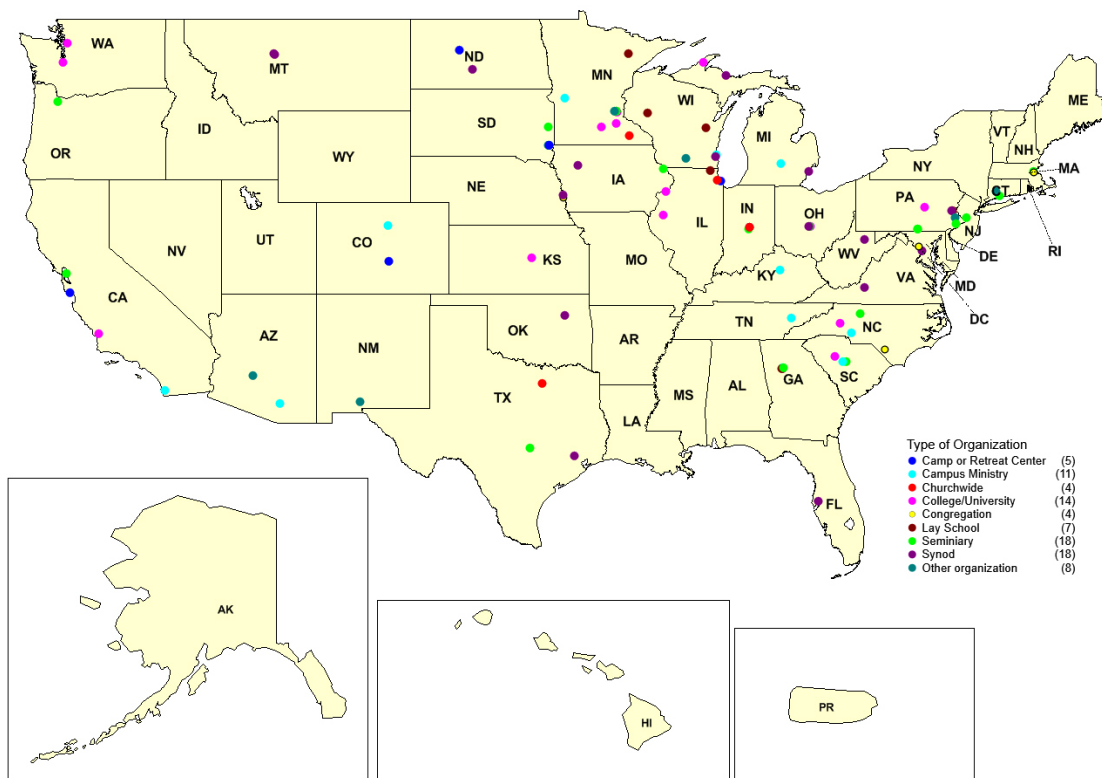 WA
MT
ND
MN
ME
VT
NH
OR
ID
SD
WI
MI
NY
MA
WY
NE
IA
PA
CT
RI
NV
UT
CO
IL
IN
OH
NJ
DE
CA
KS
MO
WV
VA
MD
KY
DC
AZ
NM
OK
AR
TN
NC
TX
LA
MS
AL
GA
SC
FL
Type of Organization
Camp or Retreat Center (5)
Campus Ministry (11)
Churchwide (4)
College/University (14)
Congregation (4)
Lay School (7)
Seminiary (18)
Synod (18)
Other organization (8)
AK
HI
PR